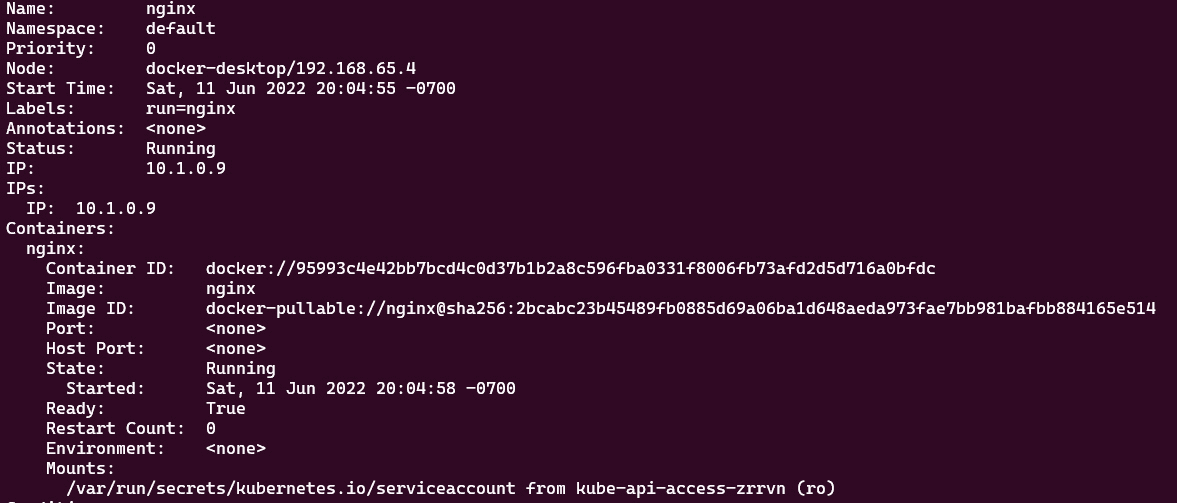 Name:         nginx
Namespace:    default
Priority:     0
Node:         docker-desktop/192.168.65.4
Start Time:   Sat, 11 Jun 2022 20:04:55 -0700
Labels:       run=nginx
Annotations:  <none>
Status:       Running
IP:           10.1.0.9
IPs:
  IP:  10.1.0.9
Containers:
  nginx:
    Container ID:   docker://95993c4e42bb7bcd4c0d37b1b2a8c596fba0331f8006fb73afd2d5d716a0bfdc
    Image:          nginx
    Image ID:       docker-pullable://nginx@sha256:2bcabc23b45489fb0885d69a06ba1d648aeda973fae7bb981bafbb884165e514
    Port:           <none>
    Host Port:      <none>
    State:          Running
      Started:      Sat, 11 Jun 2022 20:04:58 -0700
    Ready:          True
    Restart Count:  0
    Environment:    <none>
    Mounts:
      /var/run/secrets/kubernetes.io/serviceaccount from kube-api-access-zrrvn (ro)